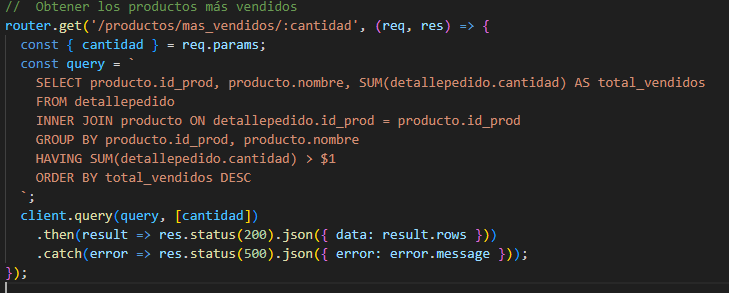 //  Obtener los productos más vendidos
router.get('/productos/mas_vendidos/:cantidad', (req, res) => {
  const { cantidad } = req.params;
  const query = `
    SELECT producto.id_prod, producto.nombre, SUM(detallepedido.cantidad) AS total_vendidos
    FROM detallepedido
    INNER JOIN producto ON detallepedido.id_prod = producto.id_prod
    GROUP BY producto.id_prod, producto.nombre
    HAVING SUM(detallepedido.cantidad) > $1
    ORDER BY total_vendidos DESC
  `;
  client.query(query, [cantidad])
    .then(result => res.status(200).json({ data: result.rows }))
    .catch(error => res.status(500).json({ error: error.message }));
});